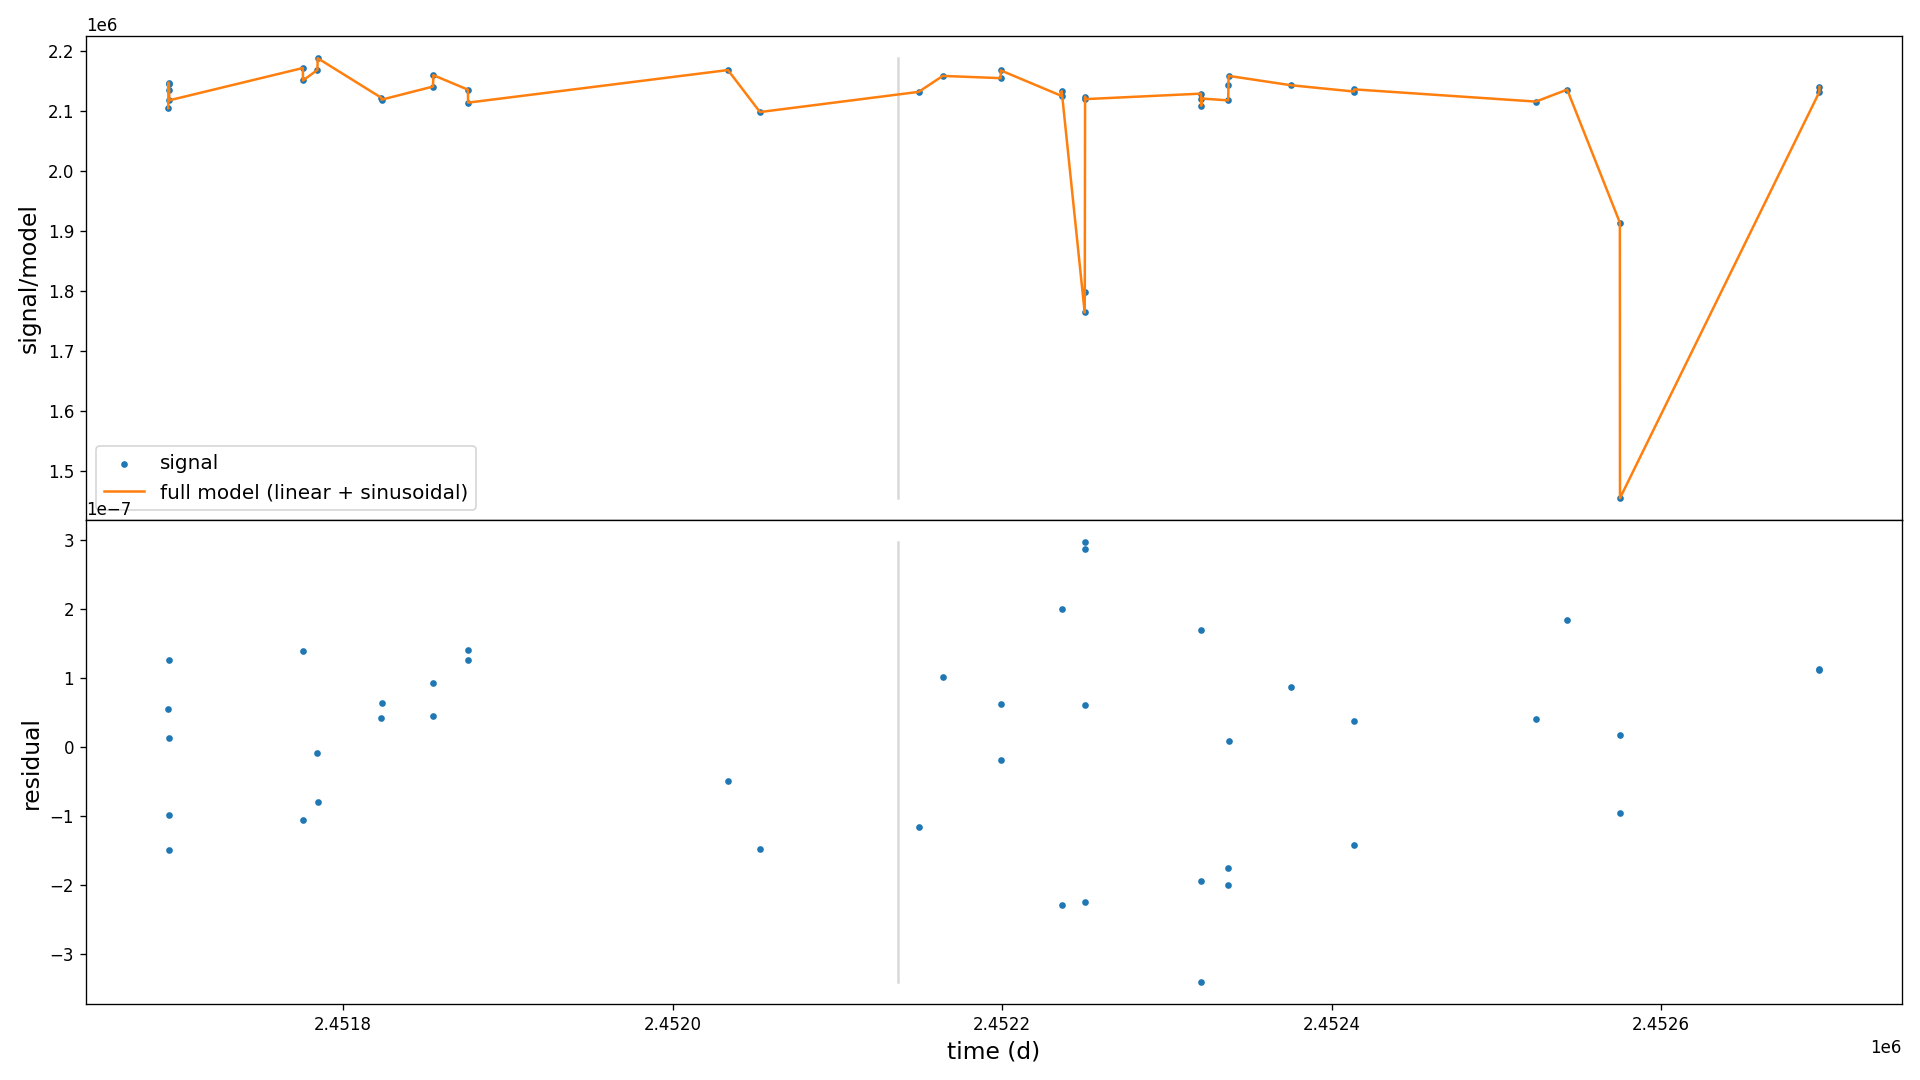 1e6
2.2
2.1
2.0
1.9
1.8
1.7
1.6
1.5
signal/model
signal
full model (linear + sinusoidal)
1e−7
3
2
1
0
−1
−2
−3
residual
2.4518
2.4520
2.4522
2.4524
2.4526
time (d)
1e6